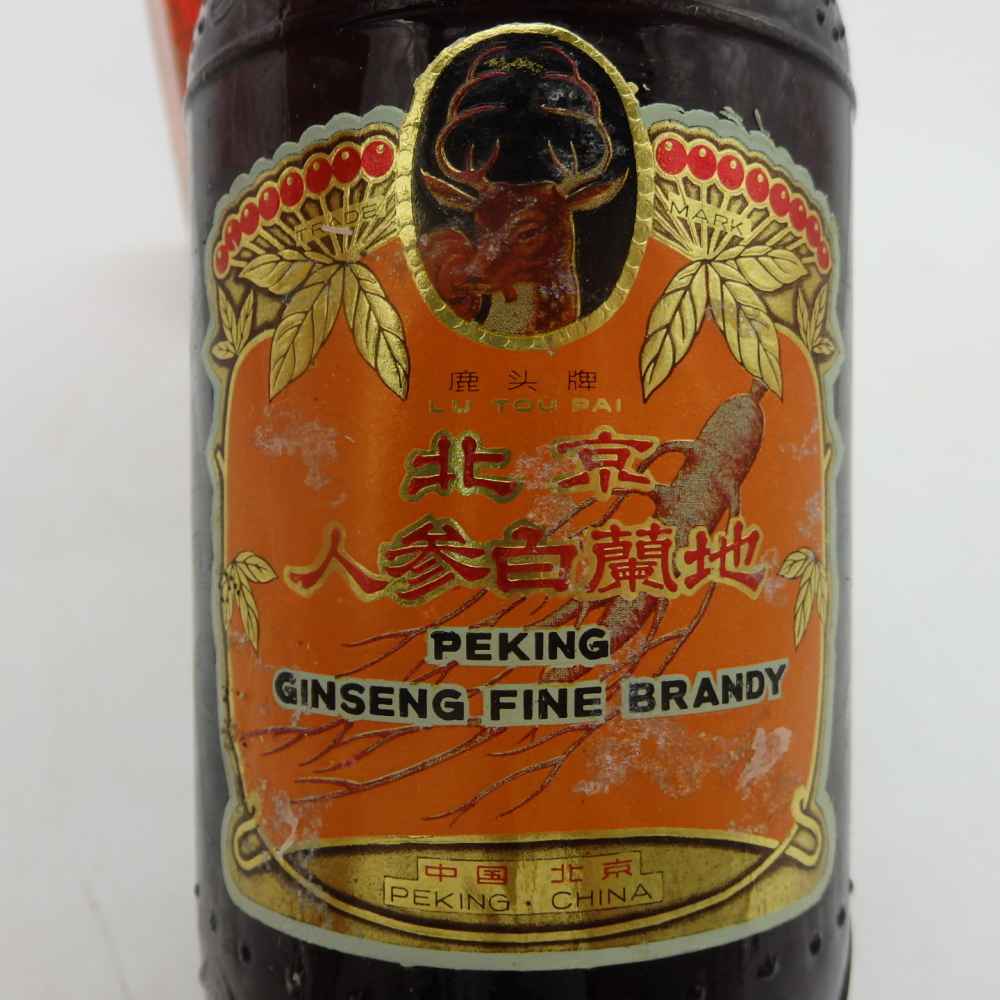 TRADE MARK
鹿头牌
LU TOU PAI
北京
人参白蘭地
PEKING
GINSENG FINE BRANDY
中国 北京
PEKING · CHINA